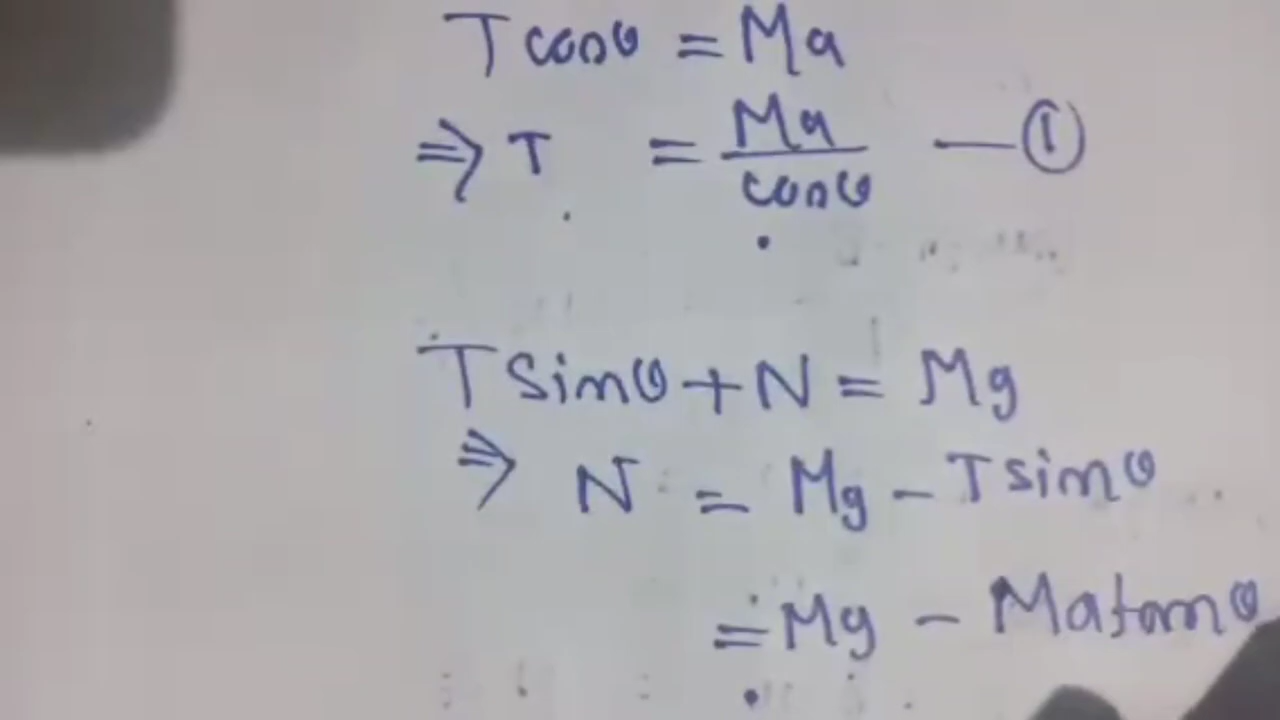 T cosθ = Ma
⇒ T = Ma/cosθ — ①
T sinθ + N = Mg
⇒ N = Mg - T sinθ
= Mg - Ma tanθ